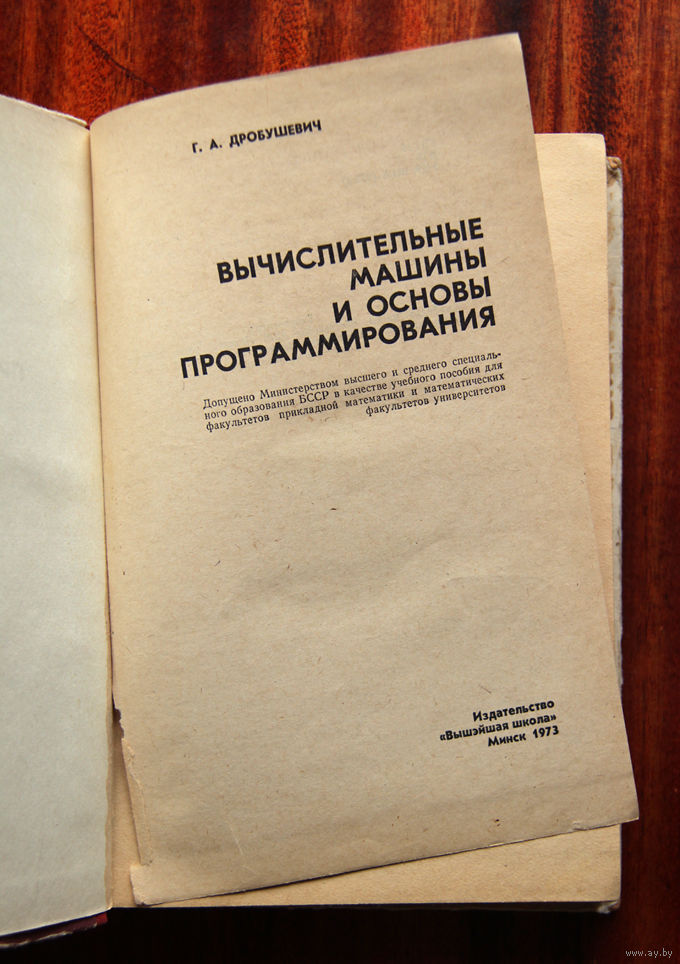 Г. А. ДРОБУШЕВИЧ
ВЫЧИСЛИТЕЛЬНЫЕ
МАШИНЫ
И ОСНОВЫ
ПРОГРАММИРОВАНИЯ
Допущено Министерством высшего и среднего специаль-
ного образования БССР в качестве учебного пособия для
факультетов прикладной математики и математических
факультетов университетов
Издательство
«Вышэйшая школа»
Минск 1973
www.ay.by